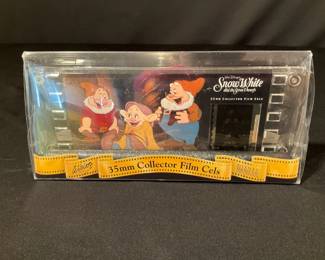 Walt Disney's
Snow White
and the Seven Dwarfs
35MM COLLECTOR FILM CELS
35mm Collector Film Cels